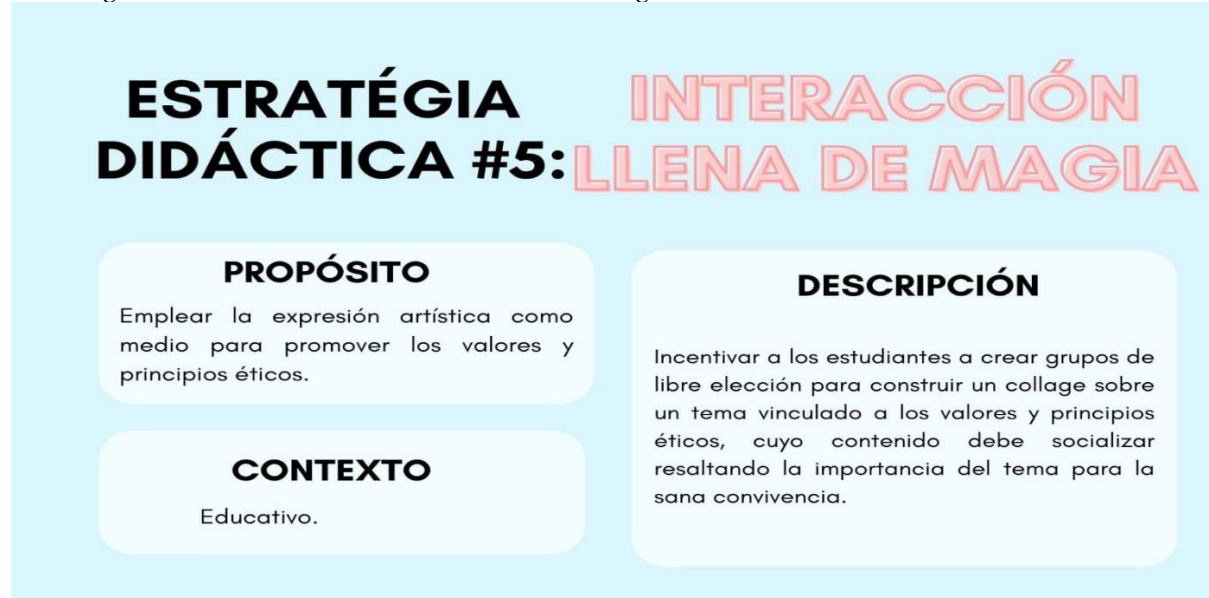 ESTRATÉGIA
DIDÁCTICA #5:
INTERACCIÓN
LLENA DE MAGIA
PROPÓSITO
Emplear la expresión artística como
medio para promover los valores y
principios éticos.
CONTEXTO
Educativo.
DESCRIPCIÓN
Incentivar a los estudiantes a crear grupos de
libre elección para construir un collage sobre
un tema vinculado a los valores y principios
éticos, cuyo contenido debe socializar
resaltando la importancia del tema para la
sana convivencia.